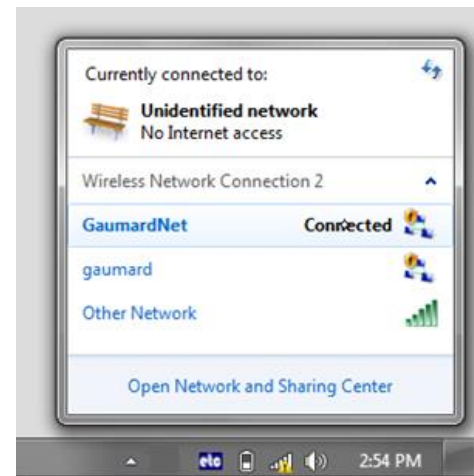 Currently connected to:
Unidentified network
No Internet access
Wireless Network Connection 2
GaumardNet Connected
gaumard
Other Network
Open Network and Sharing Center
etc 2:54 PM